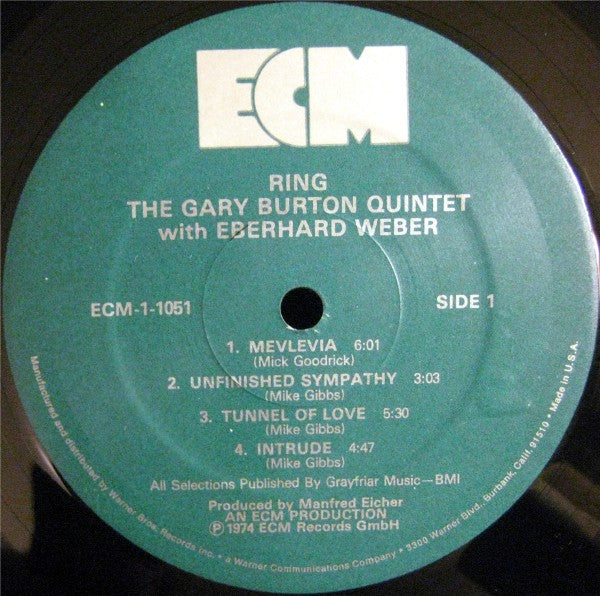 ECM
RING
THE GARY BURTON QUINTET
with EBERHARD WEBER
ECM-1-1051
SIDE 1
1. MEVLEVIA 6:01
(Mick Goodrick)
2. UNFINISHED SYMPATHY 3:03
(Mike Gibbs)
3. TUNNEL OF LOVE 5:30
(Mike Gibbs)
4. INTRUDE 4:47
(Mike Gibbs)
All Selections Published By Grayfriar Music—BMI
Produced by Manfred Eicher
AN ECM PRODUCTION
℗ 1974 ECM Records GmbH
Manufactured and distributed by Warner Bros. Records Inc. • a Warner Communications Company • 3300 Warner Blvd., Burbank, Calif. 91510 • Made in U.S.A.